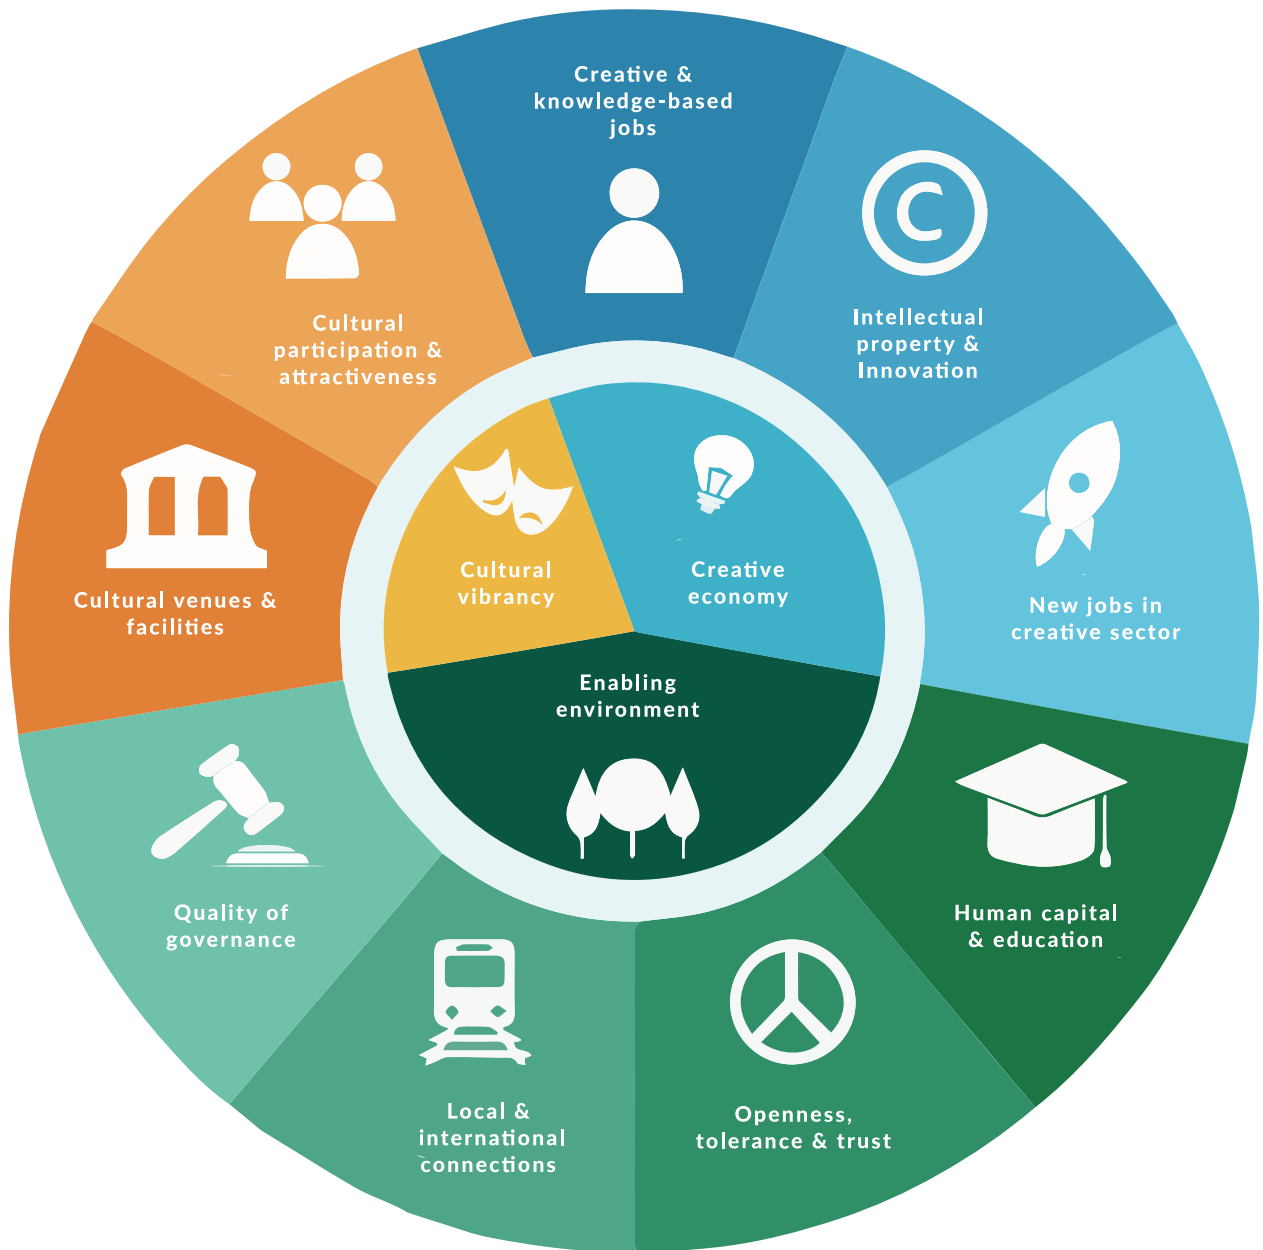 Creative &
knowledge-based
jobs
Intellectual
property &
Innovation
New jobs in
creative sector
Human capital
& education
Openness,
tolerance & trust
Local &
international
connections
Quality of
governance
Cultural venues &
facilities
Cultural
participation &
attractiveness
Cultural
vibrancy
Creative
economy
Enabling
environment
C